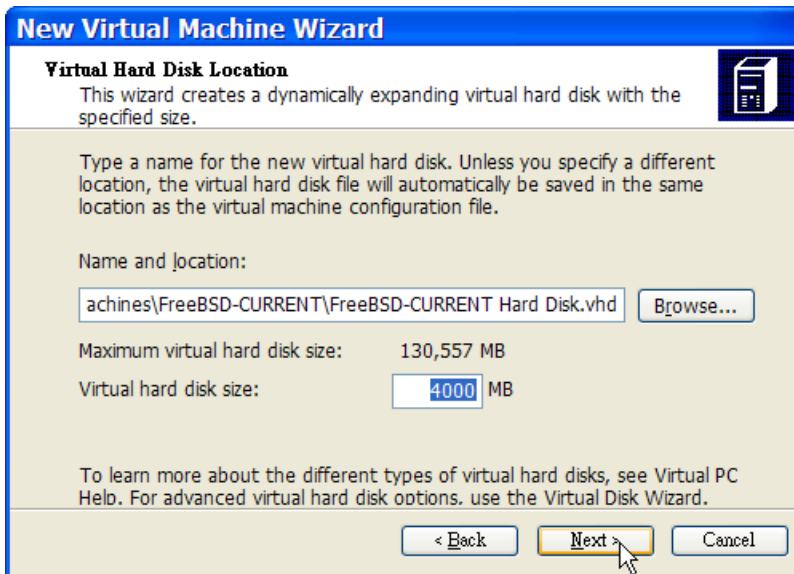 New Virtual Machine Wizard
Virtual Hard Disk Location
This wizard creates a dynamically expanding virtual hard disk with the
specified size.
Type a name for the new virtual hard disk. Unless you specify a different
location, the virtual hard disk file will automatically be saved in the same
location as the virtual machine configuration file.
Name and location:
achines\FreeBSD-CURRENT\FreeBSD-CURRENT Hard Disk.vhd Browse...
Maximum virtual hard disk size: 130,557 MB
Virtual hard disk size: 4000 MB
To learn more about the different types of virtual hard disks, see Virtual PC
Help. For advanced virtual hard disk options, use the Virtual Disk Wizard.
< Back Next > Cancel